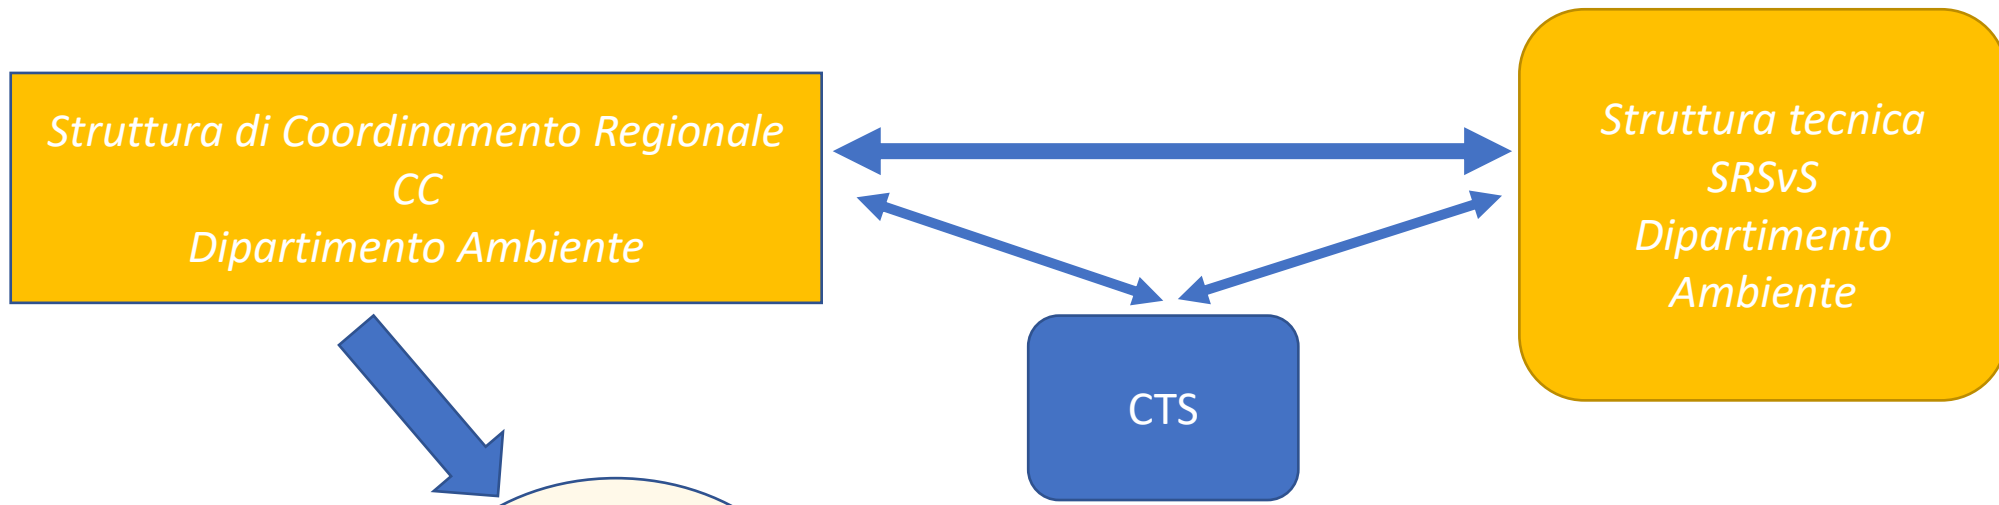 Struttura di Coordinamento Regionale
CC
Dipartimento Ambiente
Struttura tecnica
SRSvS
Dipartimento
Ambiente
CTS